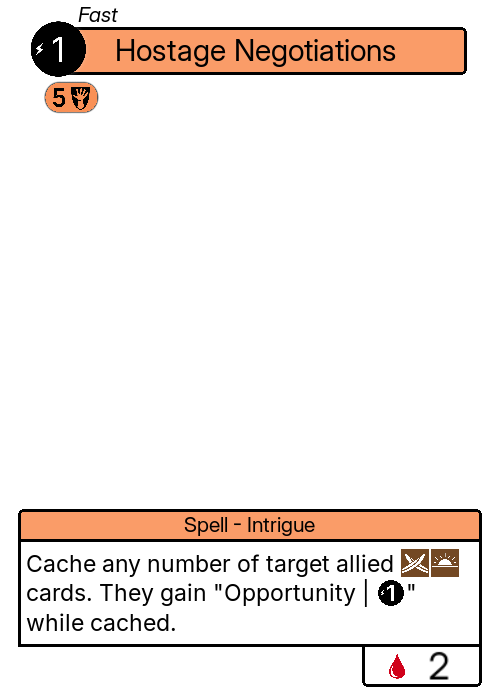 Fast
1 Hostage Negotiations
5
Spell - Intrigue
Cache any number of target allied
cards. They gain "Opportunity | 1"
while cached.
2